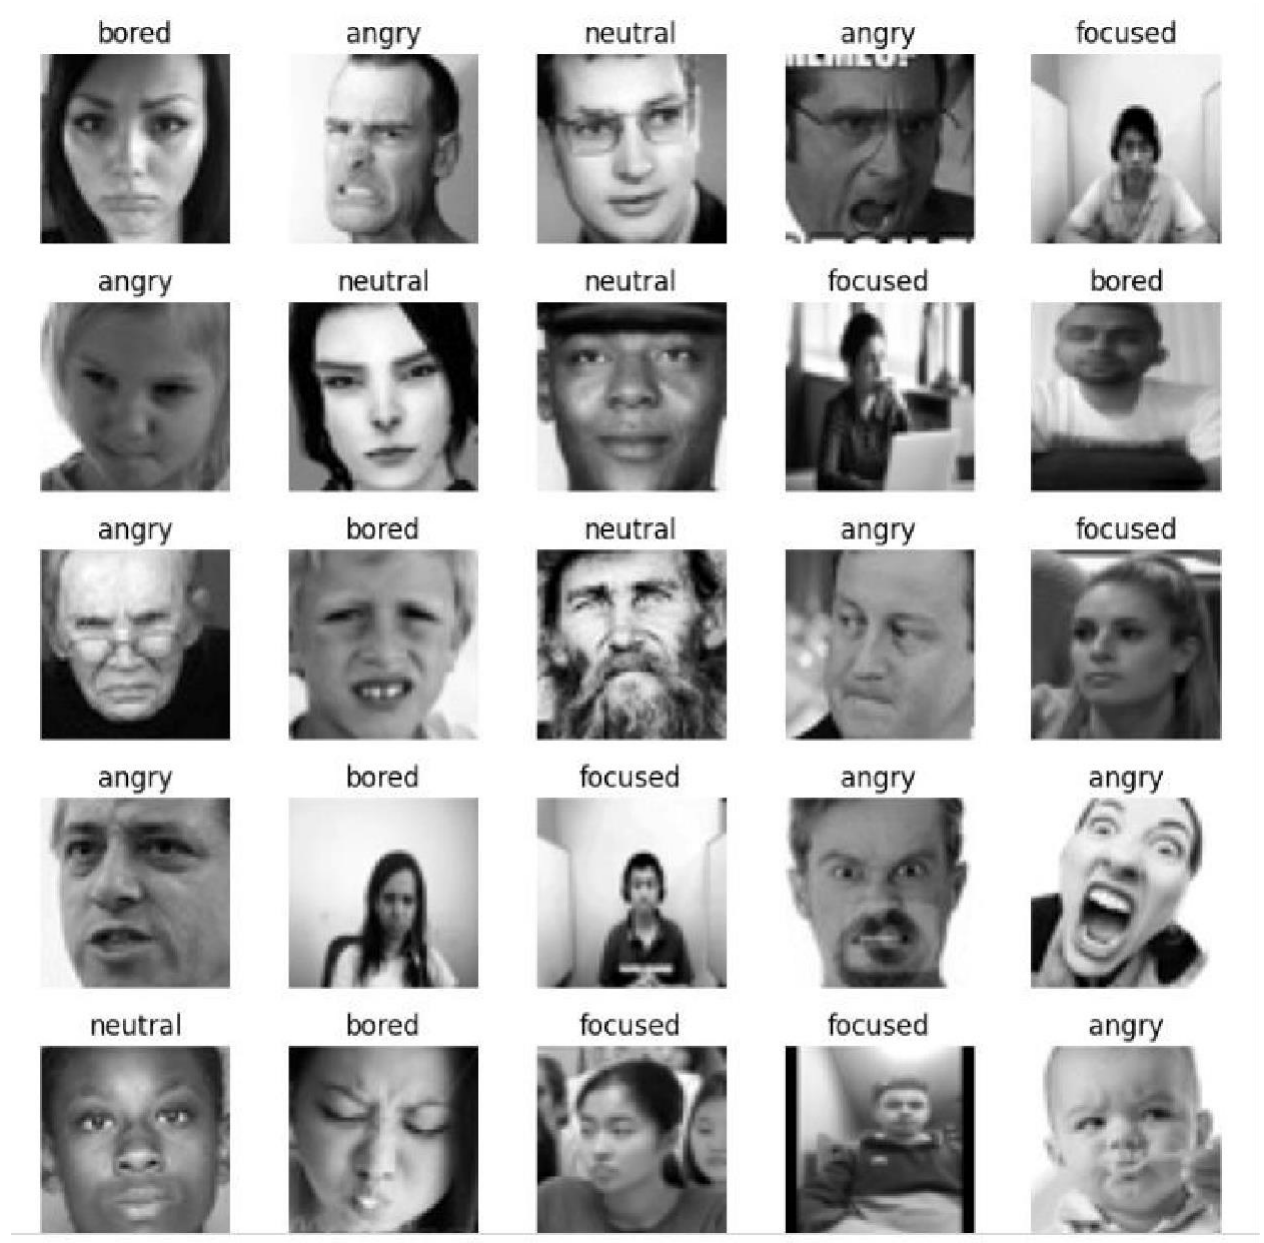 bored angry neutral angry focused
angry neutral neutral focused bored
angry bored neutral angry focused
angry bored focused angry angry
neutral bored focused focused angry